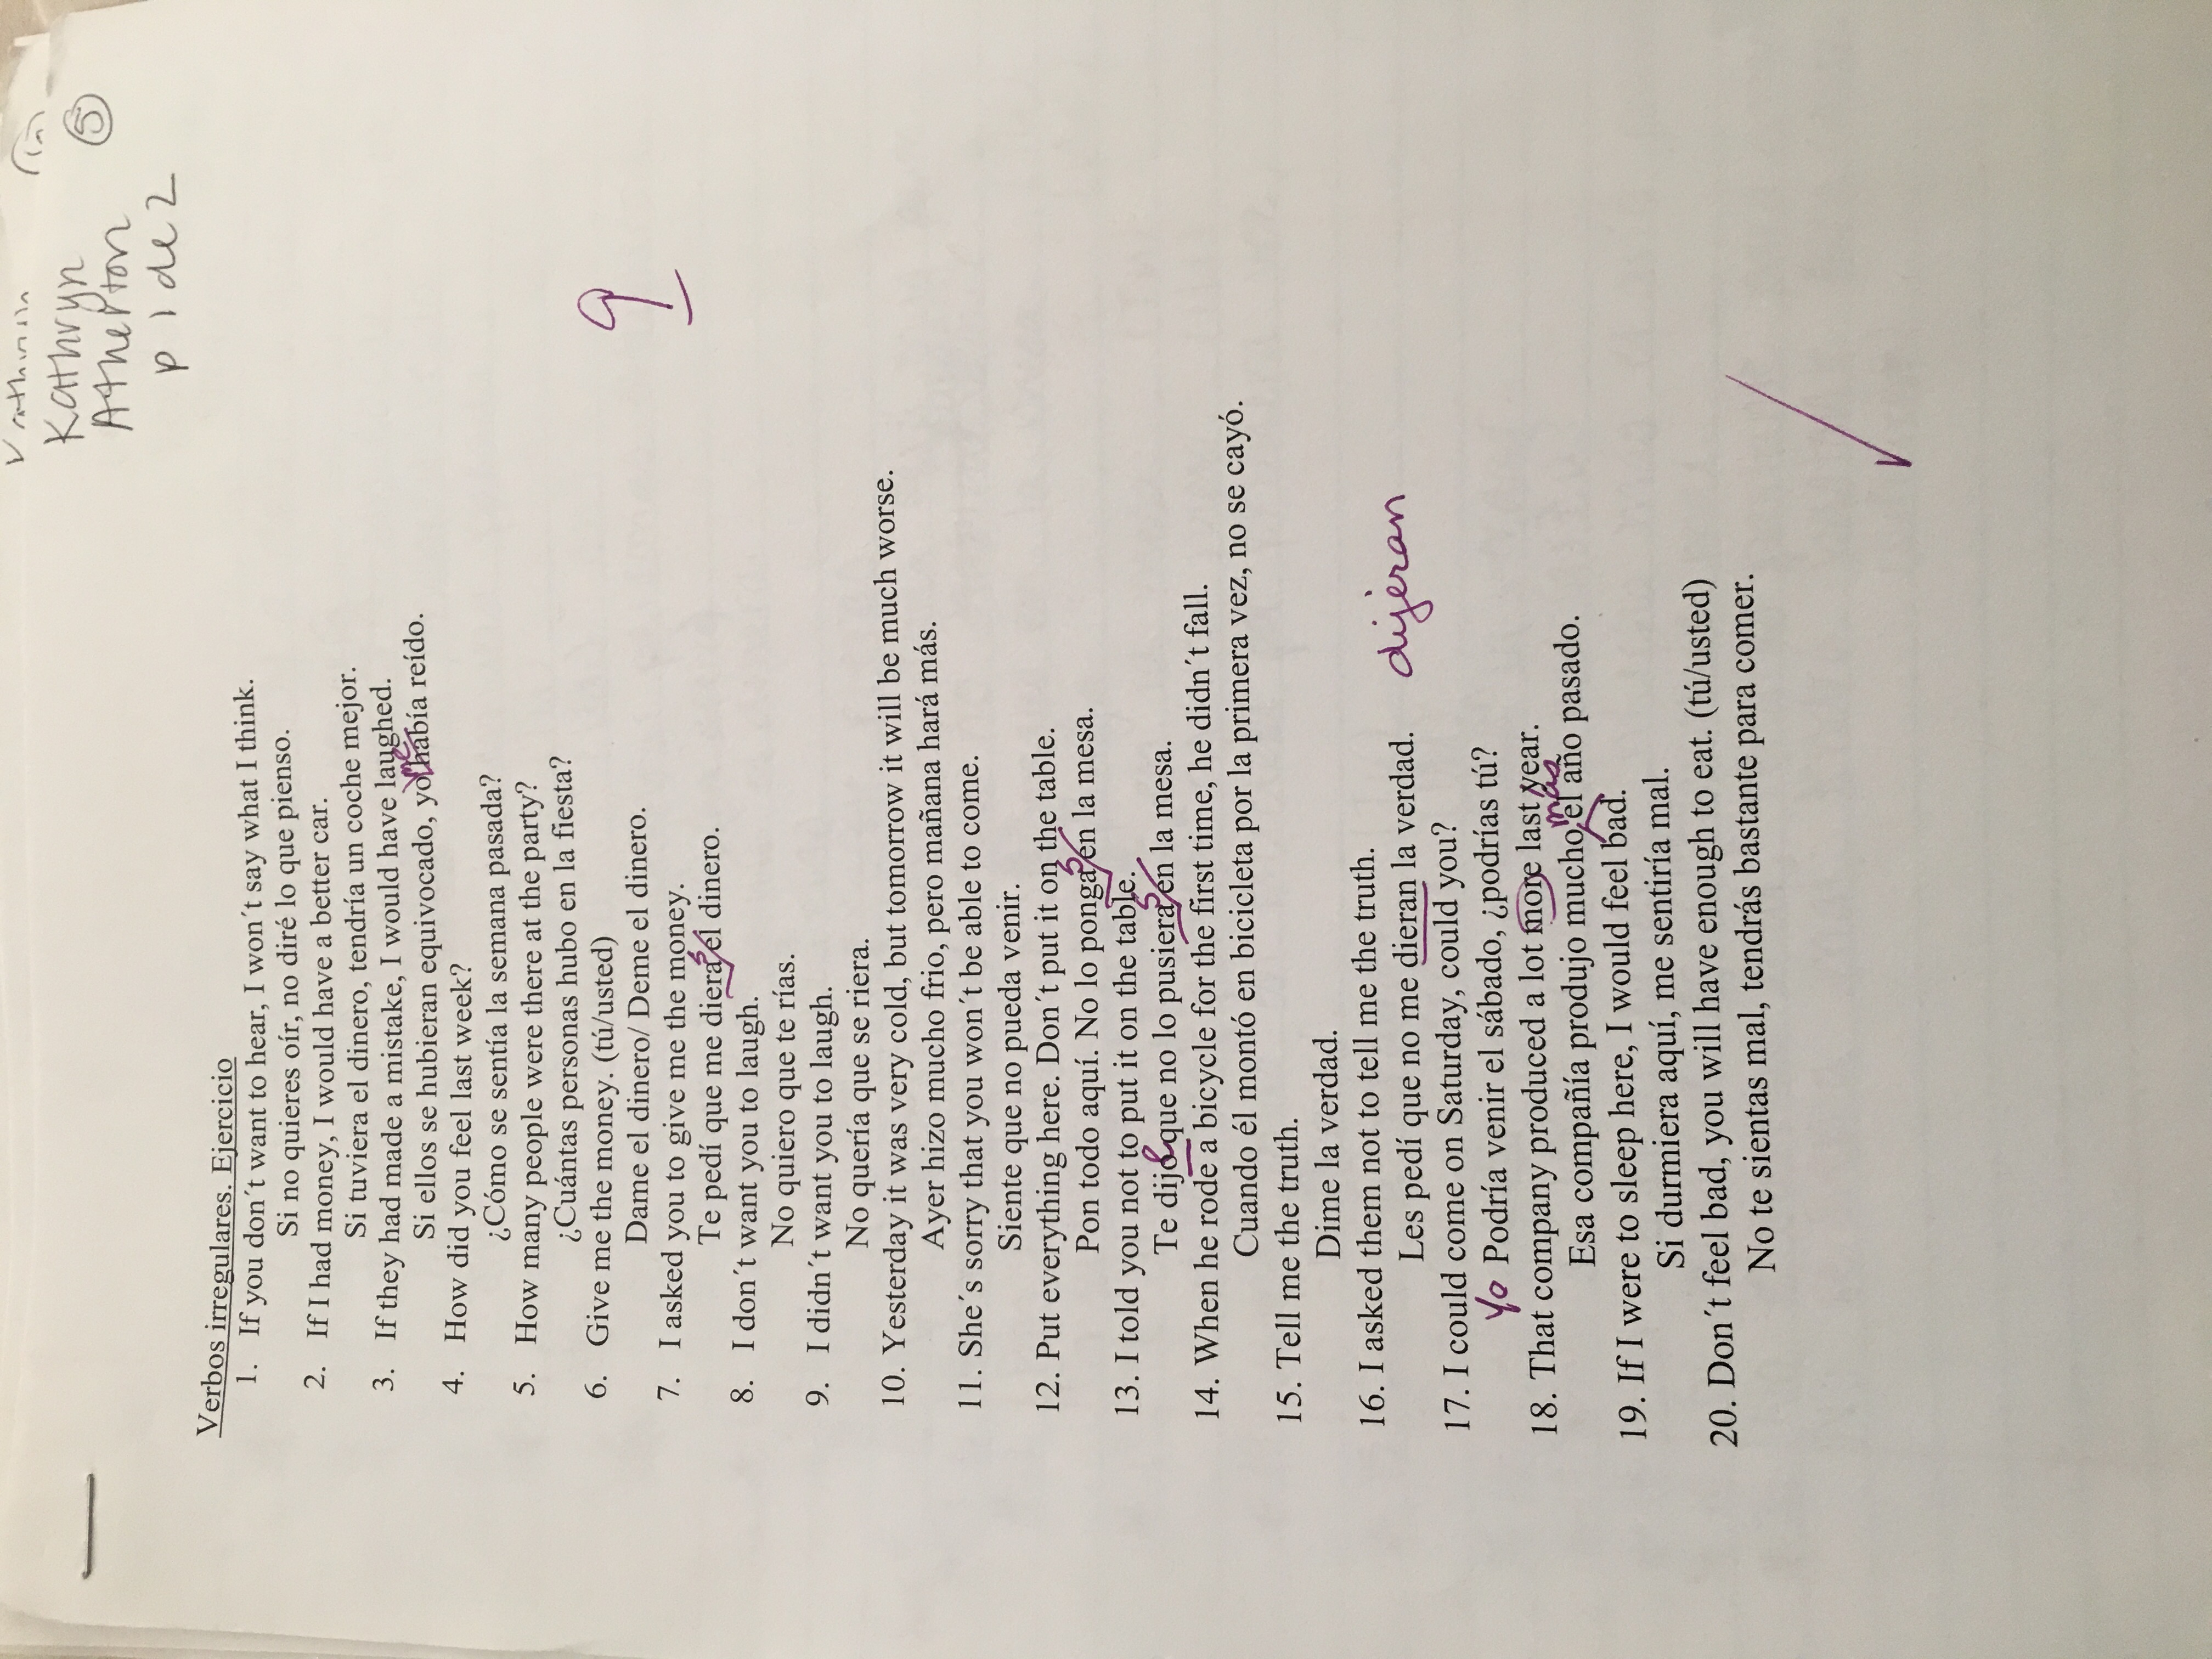 Kathryn
⑤
Atherton
p 1 de 2
Verbos irregulares. Ejercicio
1. If you don´t want to hear, I won´t say what I think.
Si no quieres oír, no diré lo que pienso.
2. If I had money, I would have a better car.
Si tuviera el dinero, tendría un coche mejor.
3. If they had made a mistake, I would have laughed.
me
Si ellos se hubieran equivocado, yo había reído.
4. How did you feel last week?
¿Cómo se sentía la semana pasada?
5. How many people were there at the party?
¿Cuántas personas hubo en la fiesta?
6. Give me the money. (tú/usted)
9
Dame el dinero/ Deme el dinero.
7. I asked you to give me the money.
s
Te pedí que me diera el dinero.
8. I don´t want you to laugh.
No quiero que te rías.
9. I didn´t want you to laugh.
No quería que se riera.
10. Yesterday it was very cold, but tomorrow it will be much worse.
Ayer hizo mucho frio, pero mañana hará más.
11. She´s sorry that you won´t be able to come.
Siente que no pueda venir.
12. Put everything here. Don´t put it on the table.
s
Pon todo aquí. No lo ponga en la mesa.
13. I told you not to put it on the table.
e s
Te dijo que no lo pusiera en la mesa.
14. When he rode a bicycle for the first time, he didn´t fall.
Cuando él montó en bicicleta por la primera vez, no se cayó.
15. Tell me the truth.
Dime la verdad.
16. I asked them not to tell me the truth.
Les pedí que no me dieran la verdad. dijeran
17. I could come on Saturday, could you?
Yo Podría venir el sábado, ¿podrías tú?
18. That company produced a lot more last year.
más
Esa compañía produjo mucho el año pasado.
19. If I were to sleep here, I would feel bad.
Si durmiera aquí, me sentiría mal.
20. Don´t feel bad, you will have enough to eat. (tú/usted)
No te sientas mal, tendrás bastante para comer.